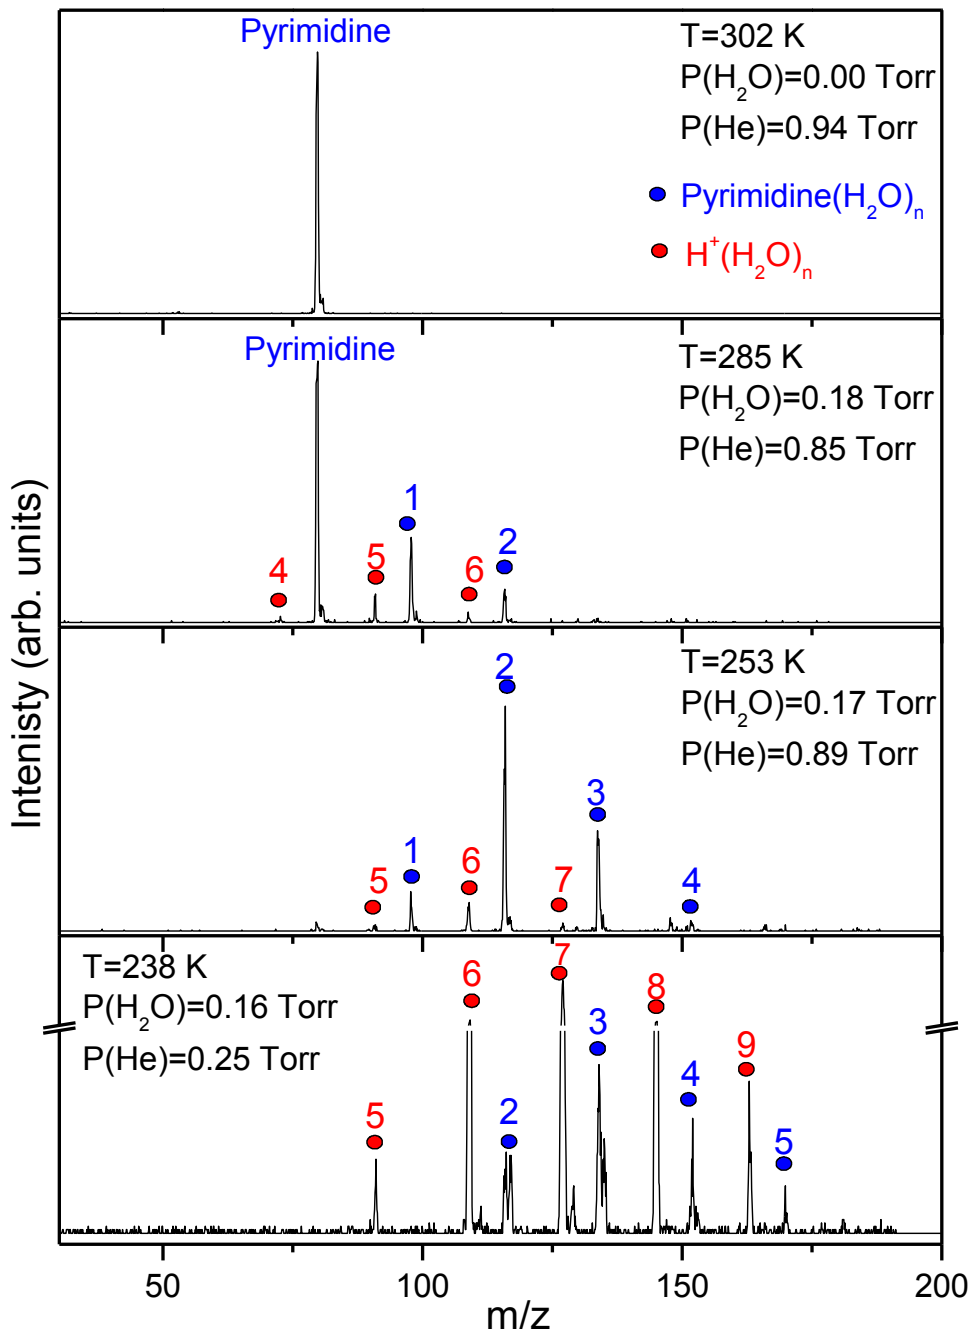 Pyrimidine
T=302 K
P(H₂O)=0.00 Torr
P(He)=0.94 Torr
Pyrimidine(H₂O)ₙ
H⁺(H₂O)ₙ
Pyrimidine
T=285 K
P(H₂O)=0.18 Torr
P(He)=0.85 Torr
4 5 1 6 2
T=253 K
P(H₂O)=0.17 Torr
P(He)=0.89 Torr
5 1 6 2 7 3 4
T=238 K
P(H₂O)=0.16 Torr
P(He)=0.25 Torr
5 6 2 7 3 8 4 9 5
Intenisty (arb. units)
50 100 150 200
m/z